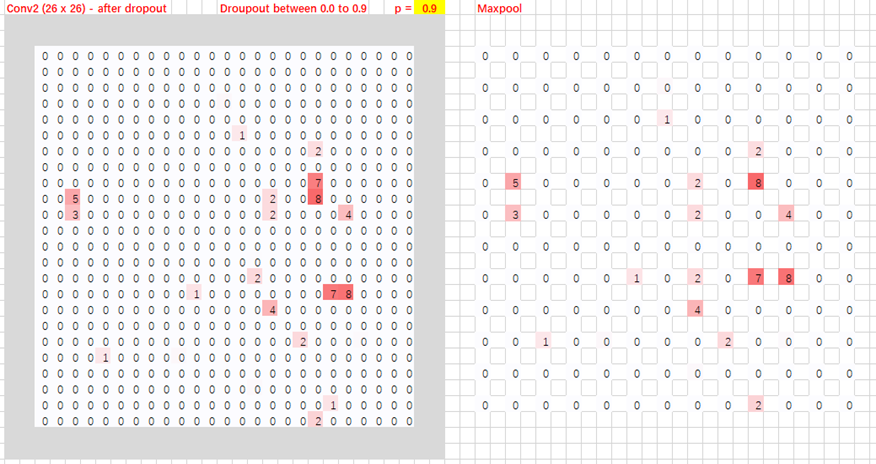 Conv2 (26 x 26) - after dropout
Droupout between 0.0 to 0.9
p = 0.9
0 0 0 0 0 0 0 0 0 0 0 0 0 0 0 0 0 0 0 0 0 0 0 0 0
0 0 0 0 0 0 0 0 0 0 0 0 0 0 0 0 0 0 0 0 0 0 0 0 0
0 0 0 0 0 0 0 0 0 0 0 0 0 0 0 0 0 0 0 0 0 0 0 0 0
0 0 0 0 0 0 0 0 0 0 0 0 0 0 0 0 0 0 0 0 0 0 0 0 0
0 0 0 0 0 0 0 0 0 0 0 0 0 0 0 0 0 0 0 0 0 0 0 0 0
0 0 0 0 0 0 0 0 0 0 0 0 0 1 0 0 0 0 0 0 0 0 0 0 0
0 0 0 0 0 0 0 0 0 0 0 0 0 0 0 0 0 0 2 0 0 0 0 0 0
0 0 0 0 0 0 0 0 0 0 0 0 0 0 0 0 0 0 0 0 0 0 0 0 0
0 0 0 0 0 0 0 0 0 0 0 0 0 0 0 0 0 0 7 0 0 0 0 0 0
0 0 5 0 0 0 0 0 0 0 0 0 0 0 0 2 0 0 8 0 0 0 0 0 0
0 0 3 0 0 0 0 0 0 0 0 0 0 0 0 2 0 0 0 0 4 0 0 0 0
0 0 0 0 0 0 0 0 0 0 0 0 0 0 0 0 0 0 0 0 0 0 0 0 0
0 0 0 0 0 0 0 0 0 0 0 0 0 0 0 0 0 0 0 0 0 0 0 0 0
0 0 0 0 0 0 0 0 0 0 0 0 0 0 0 0 0 0 0 0 0 0 0 0 0
0 0 0 0 0 0 0 0 0 0 0 0 0 0 2 0 0 0 0 0 0 0 0 0 0
0 0 0 0 0 0 0 0 0 0 1 0 0 0 0 0 0 0 0 7 8 0 0 0 0
0 0 0 0 0 0 0 0 0 0 0 0 0 0 0 4 0 0 0 0 0 0 0 0 0
0 0 0 0 0 0 0 0 0 0 0 0 0 0 0 0 0 0 0 0 0 0 0 0 0
0 0 0 0 0 0 0 0 0 0 0 0 0 0 0 0 0 2 0 0 0 0 0 0 0
0 0 0 0 1 0 0 0 0 0 0 0 0 0 0 0 0 0 0 0 0 0 0 0 0
0 0 0 0 0 0 0 0 0 0 0 0 0 0 0 0 0 0 0 0 0 0 0 0 0
0 0 0 0 0 0 0 0 0 0 0 0 0 0 0 0 0 0 0 0 0 0 0 0 0
0 0 0 0 0 0 0 0 0 0 0 0 0 0 0 0 0 0 0 1 0 0 0 0 0
0 0 0 0 0 0 0 0 0 0 0 0 0 0 0 0 0 0 2 0 0 0 0 0 0
Maxpool
0 0 0 0 0 0 0 0 0 0 0 0 0
0 0 0 0 0 0 0 0 0 0 0 0 0
0 0 0 0 0 0 1 0 0 0 0 0 0
0 0 0 0 0 0 0 0 0 2 0 0 0
0 5 0 0 0 0 0 2 0 8 0 0 0
0 3 0 0 0 0 0 2 0 0 4 0 0
0 0 0 0 0 0 0 0 0 0 0 0 0
0 0 0 0 0 1 0 2 0 7 8 0 0
0 0 0 0 0 0 0 4 0 0 0 0 0
0 0 1 0 0 0 0 0 2 0 0 0 0
0 0 0 0 0 0 0 0 0 0 0 0 0
0 0 0 0 0 0 0 0 0 2 0 0 0